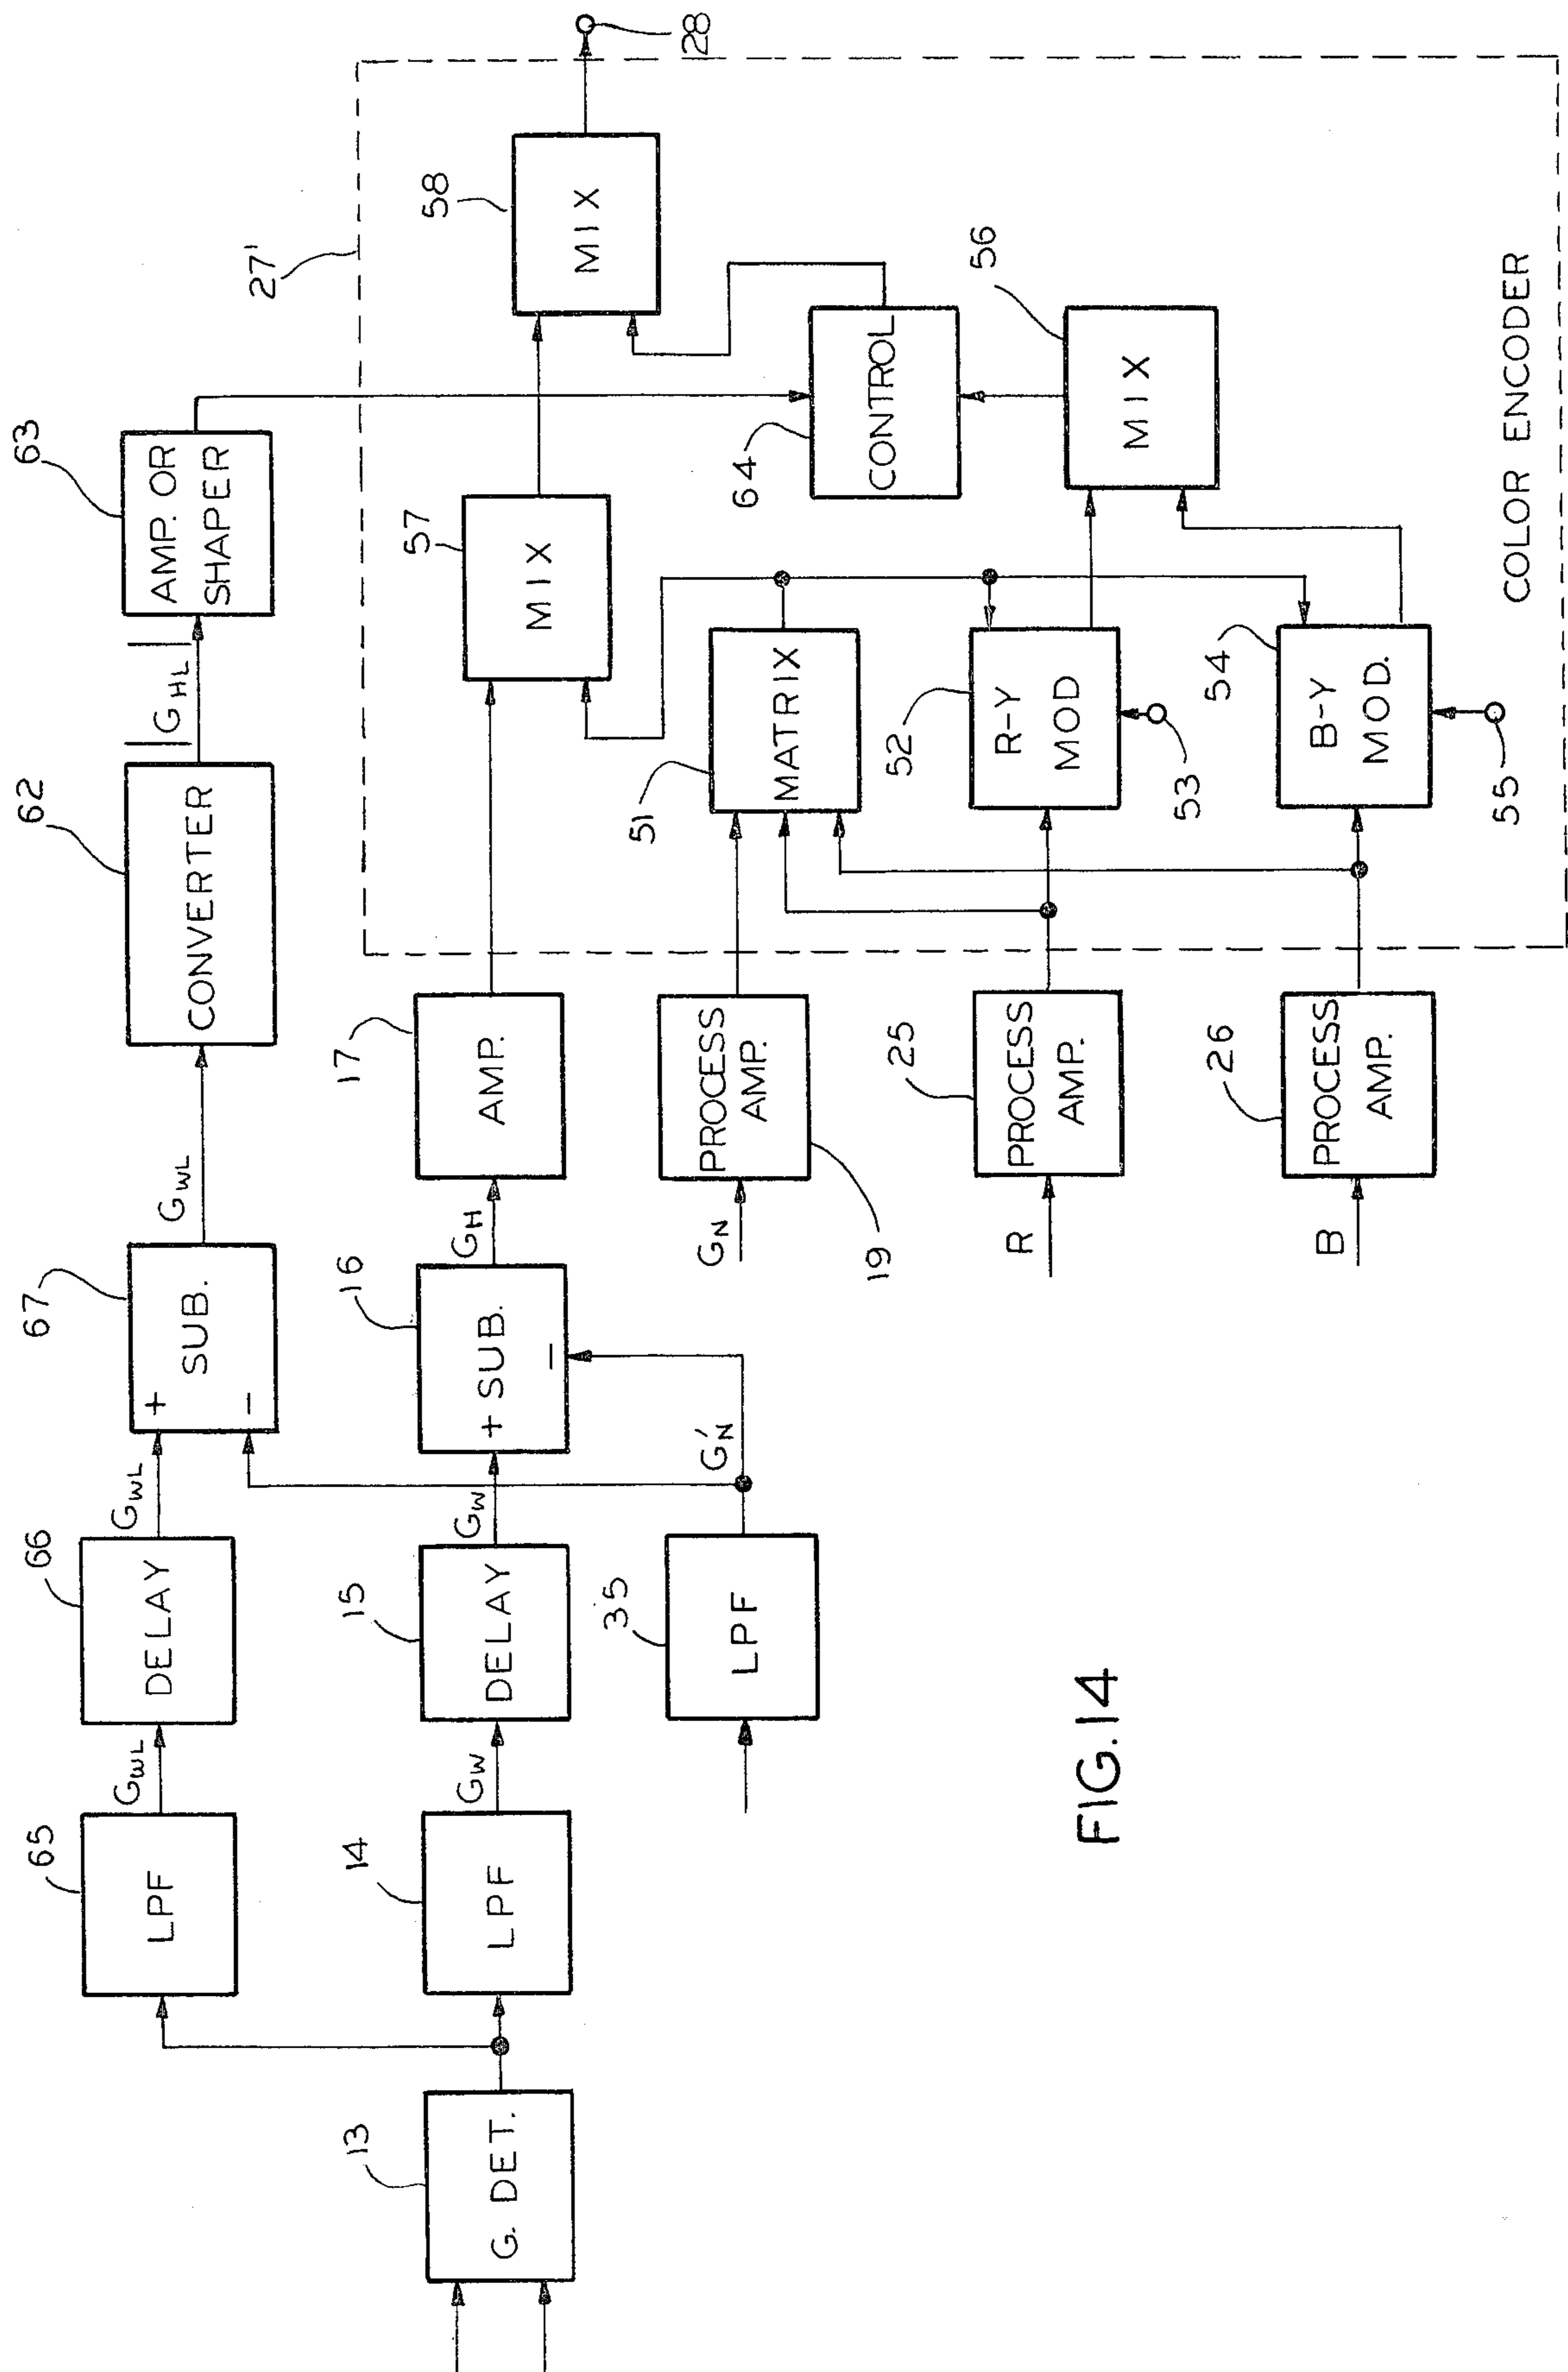 63
AMP. OR
SHAPER
|G_HL|
62
CONVERTER
G_WL
67
SUB.
+
−
G_WL
66
DELAY
G_WL
65
LPF
28
27'
58
MIX
57
MIX
17
AMP.
G_H
16
+ SUB.
−
G_W
15
DELAY
G_W
14
LPF
13
G. DET.
G'_N
35
LPF
64
CONTROL
56
MIX
51
MATRIX
52
R-Y
MOD
53
54
B-Y
MOD.
55
PROCESS
AMP.
G_N
19
25
PROCESS
AMP.
R
26
PROCESS
AMP.
B
COLOR ENCODER
FIG.14